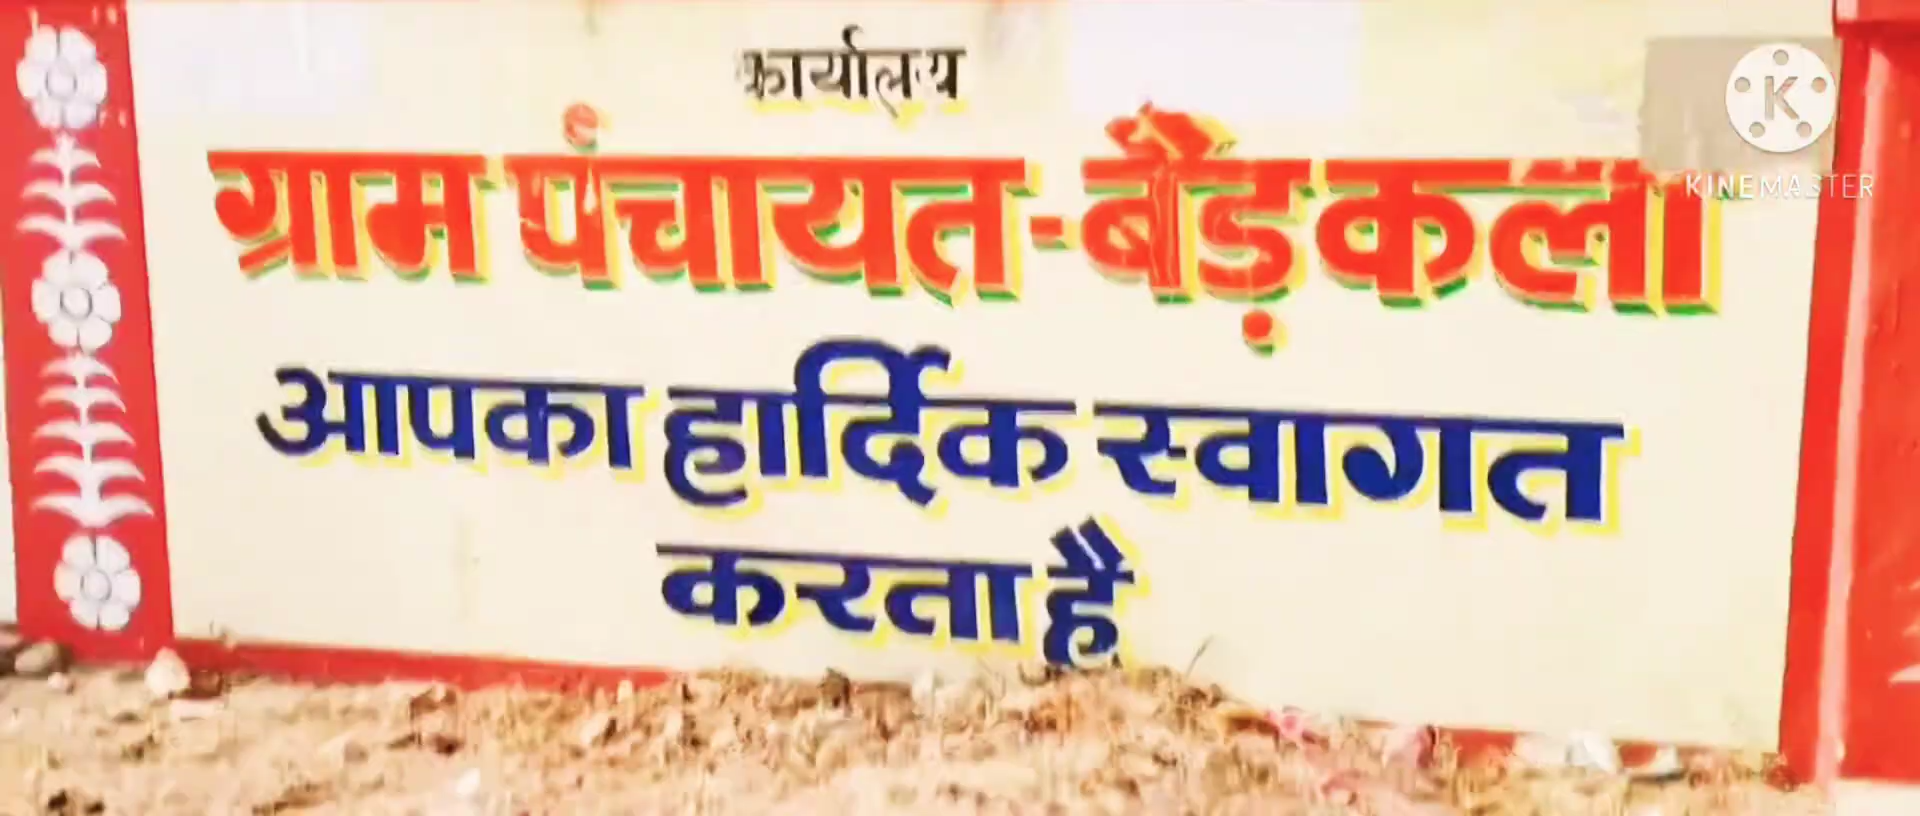 कार्यालय
ग्राम पंचायत-बैड़कला
आपका हार्दिक स्वागत
करता है
K
KINEMASTER